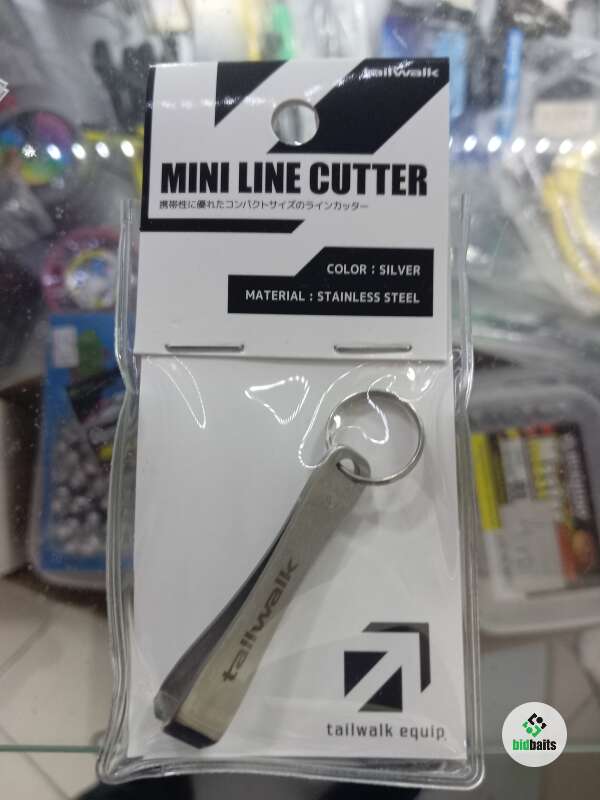 tailwalk
MINI LINE CUTTER
携帯性に優れたコンパクトサイズのラインカッター
COLOR : SILVER
MATERIAL : STAINLESS STEEL
tailwalk
tailwalk equip
bidbaits